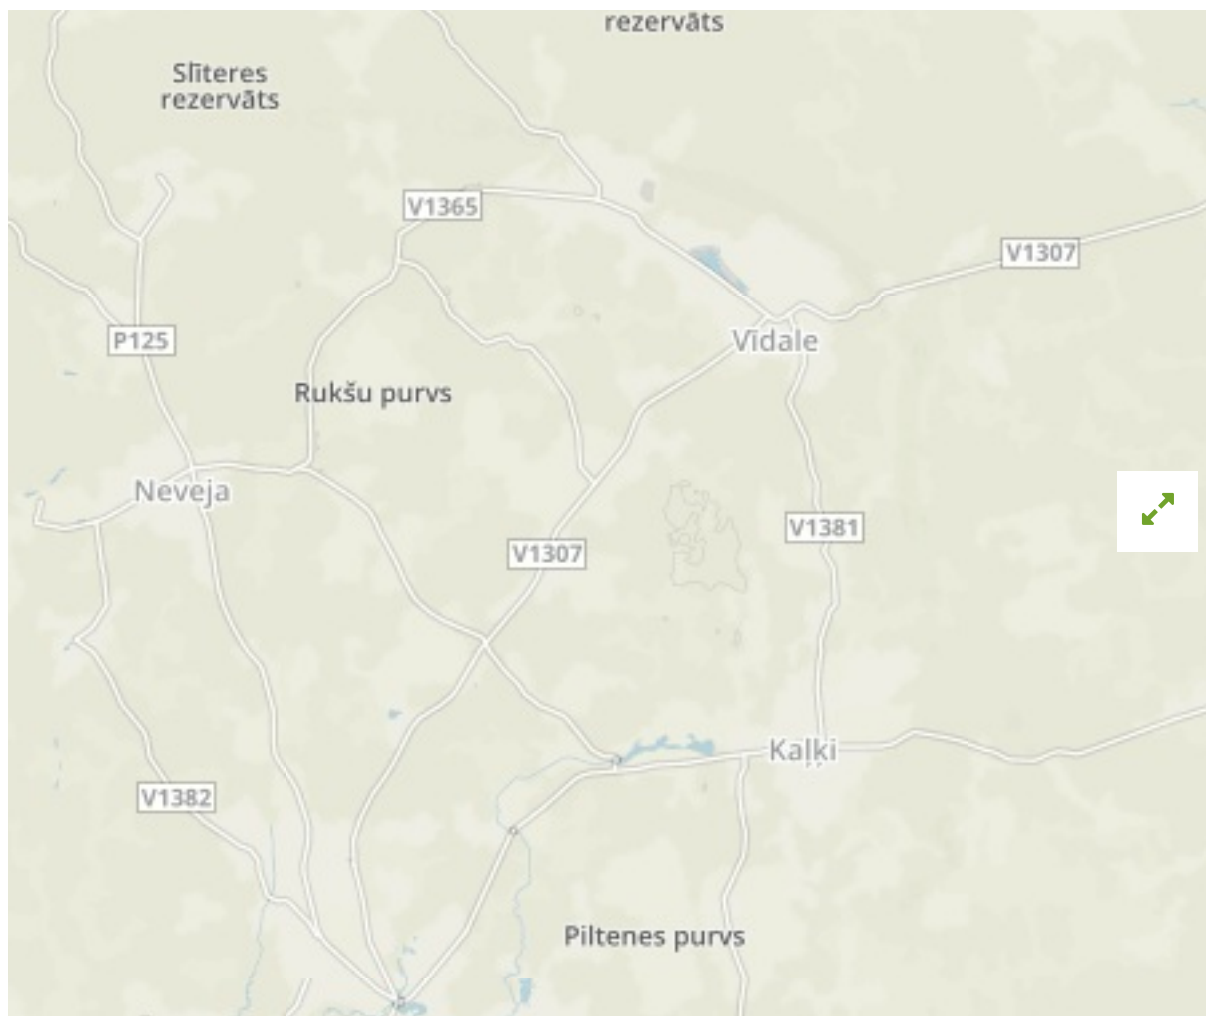 rezervāts
Slīteres
rezervāts
V1365
V1307
P125
Vīdale
Rukšu purvs
Neveja
V1381
V1307
Kaļķi
V1382
Piltenes purvs